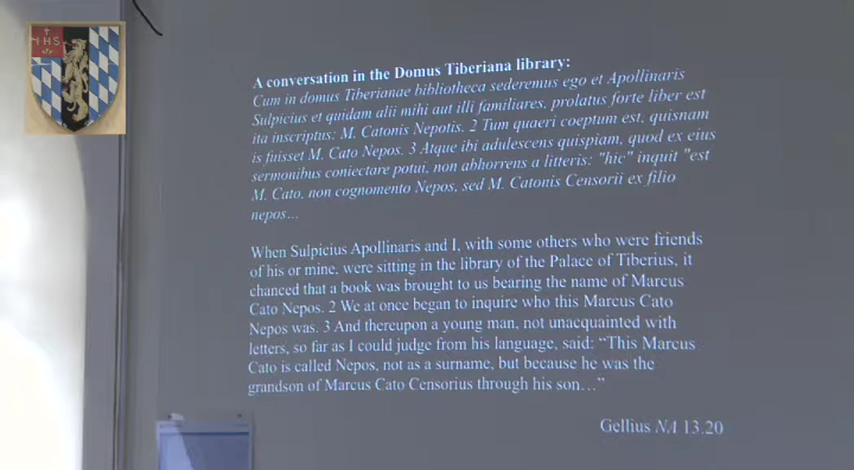 IHS
A conversation in the Domus Tiberiana library:
Cum in domus Tiberianae bibliotheca sederemus ego et Apollinaris
Sulpicius et quidam alii mihi aut illi familiares, prolatus forte liber est
ita inscriptus: M. Catonis Nepotis. 2 Tum quaeri coeptum est, quisnam
is fuisset M. Cato Nepos. 3 Atque ibi adulescens quispiam, quod ex eius
sermonibus coniectare potui, non abhorrens a litteris: "hic" inquit "est
M. Cato, non cognomento Nepos, sed M. Catonis Censorii ex filio
nepos...
When Sulpicius Apollinaris and I, with some others who were friends
of his or mine, were sitting in the library of the Palace of Tiberius, it
chanced that a book was brought to us bearing the name of Marcus
Cato Nepos. 2 We at once began to inquire who this Marcus Cato
Nepos was. 3 And thereupon a young man, not unacquainted with
letters, so far as I could judge from his language, said: “This Marcus
Cato is called Nepos, not as a surname, but because he was the
grandson of Marcus Cato Censorius through his son…”
Gellius NA 13.20